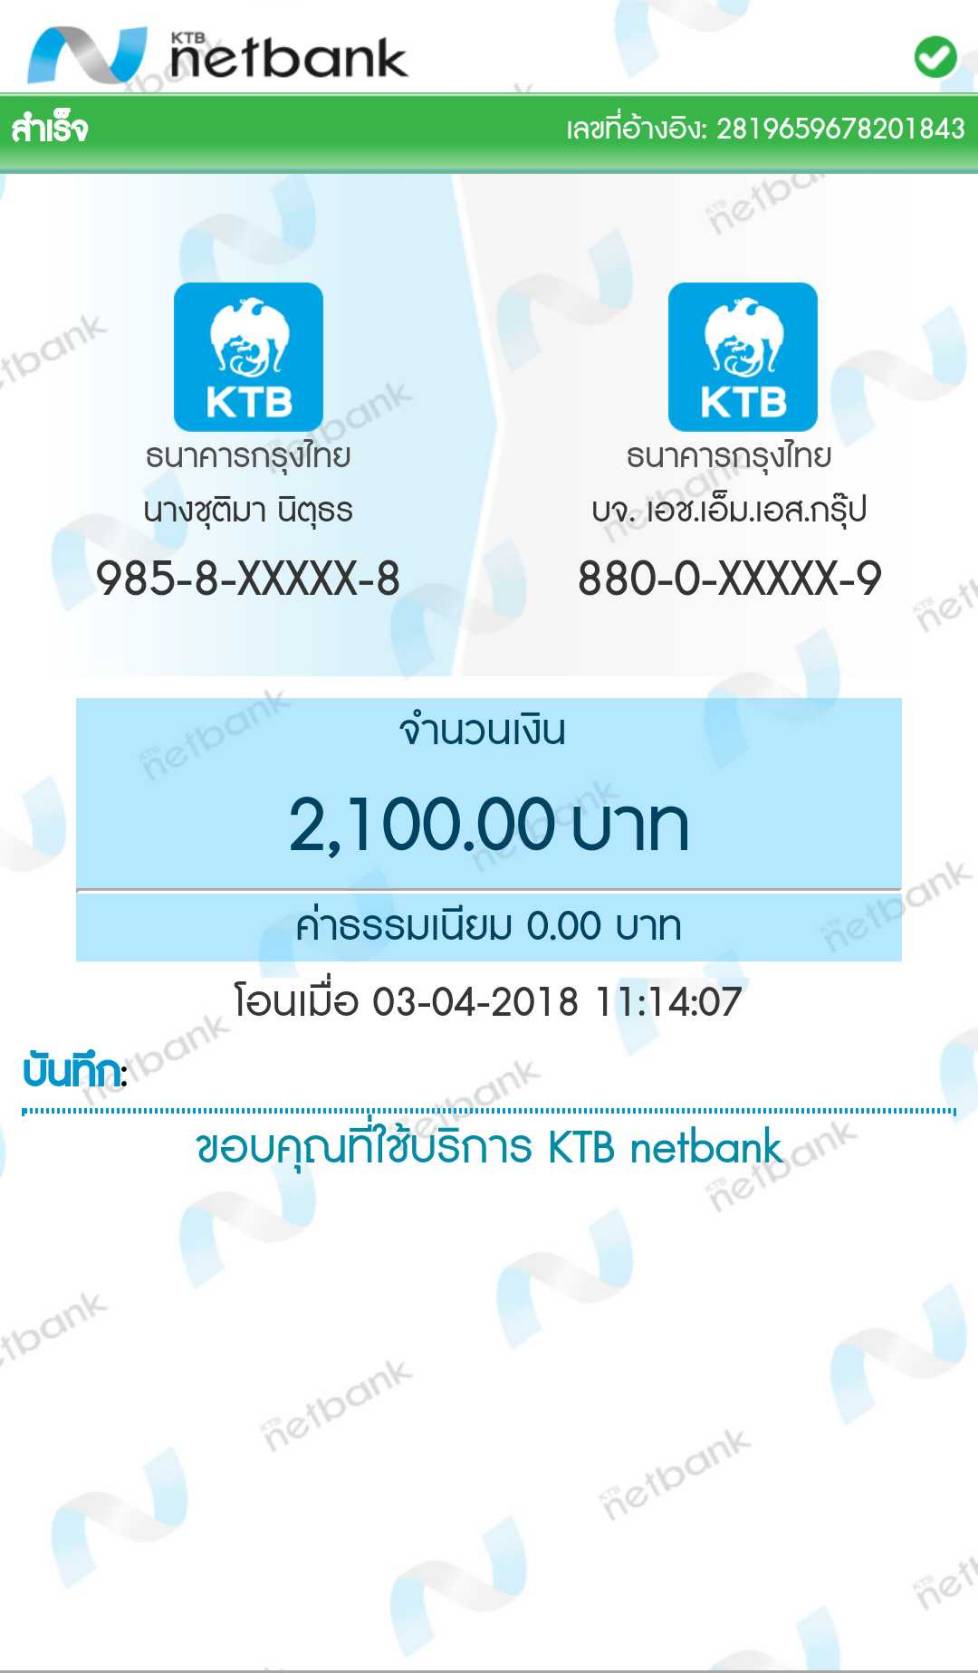 KTB netbank
สำเร็จ เลขที่อ้างอิง: 2819659678201843
KTB KTB
ธนาคารกรุงไทย ธนาคารกรุงไทย
นางชุติมา นิตุธร บจ. เอช.เอ็ม.เอส.กรุ๊ป
985-8-XXXXX-8 880-0-XXXXX-9
จำนวนเงิน
2,100.00 บาท
ค่าธรรมเนียม 0.00 บาท
โอนเมื่อ 03-04-2018 11:14:07
บันทึก:
ขอบคุณที่ใช้บริการ KTB netbank